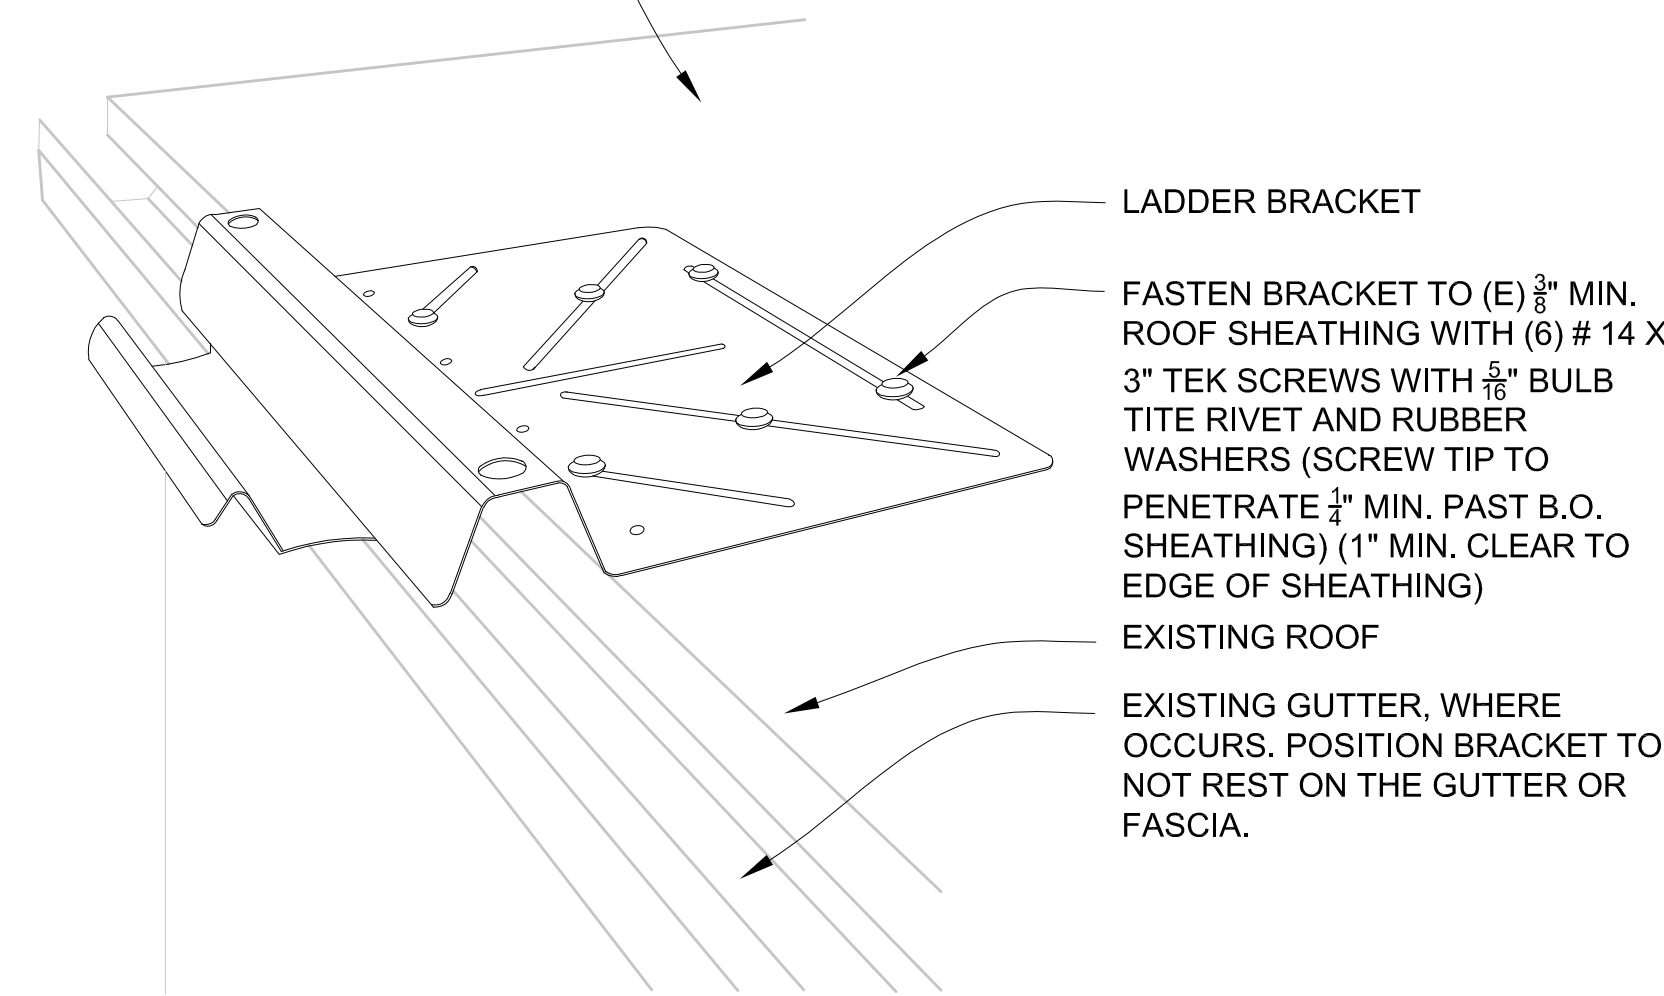 LADDER BRACKET
FASTEN BRACKET TO (E) 3/8" MIN.
ROOF SHEATHING WITH (6) # 14 X
3" TEK SCREWS WITH 5/16" BULB
TITE RIVET AND RUBBER
WASHERS (SCREW TIP TO
PENETRATE 1/4" MIN. PAST B.O.
SHEATHING) (1" MIN. CLEAR TO
EDGE OF SHEATHING)
EXISTING ROOF
EXISTING GUTTER, WHERE
OCCURS. POSITION BRACKET TO
NOT REST ON THE GUTTER OR
FASCIA.